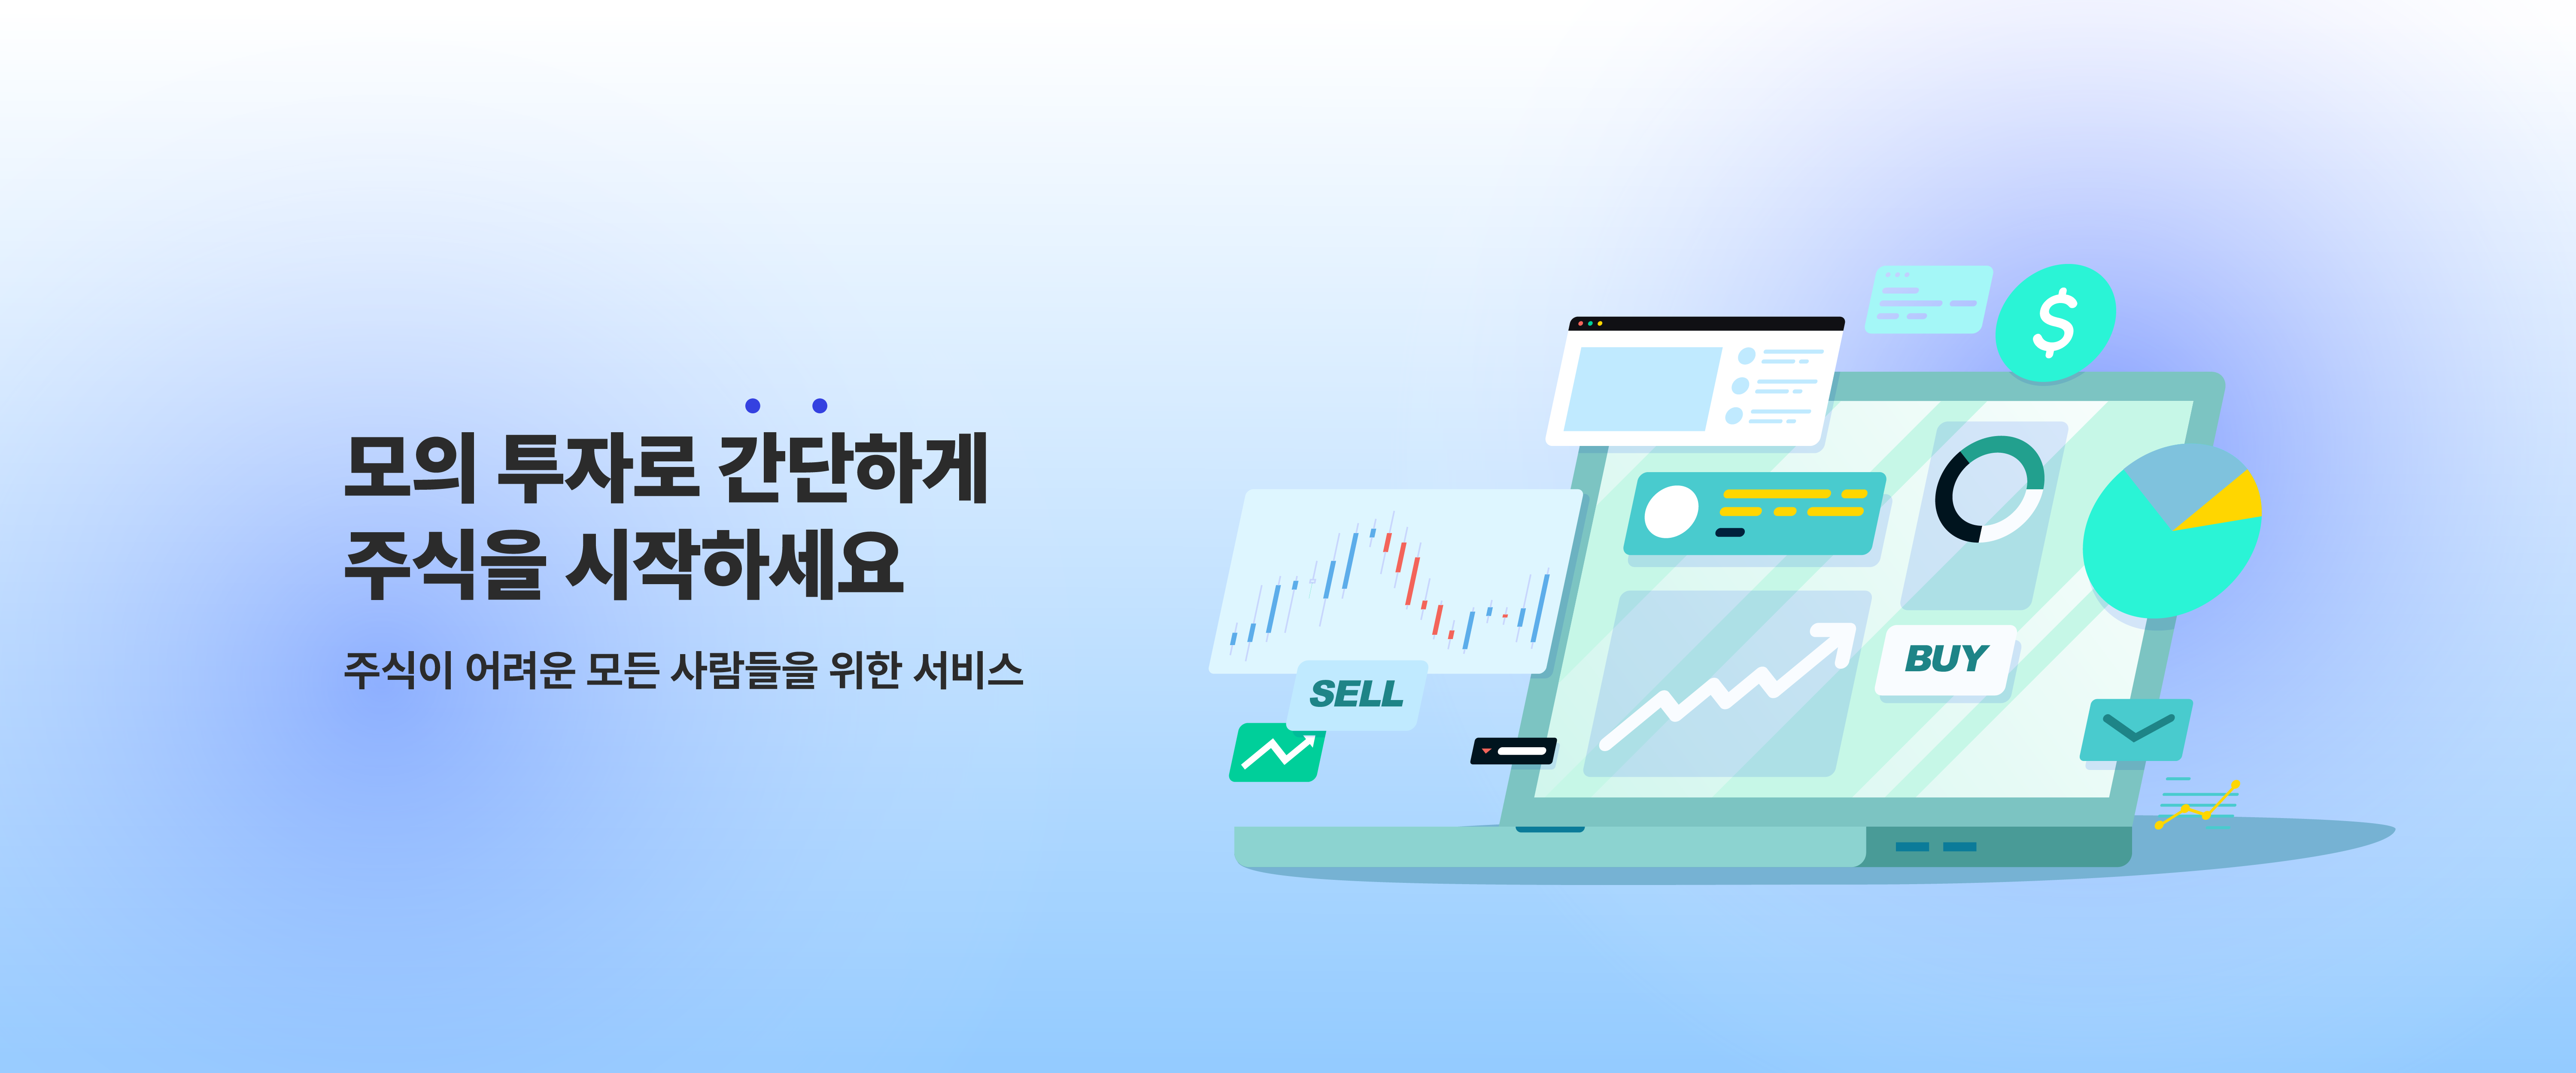 모의 투자로 간단하게
주식을 시작하세요
주식이 어려운 모든 사람들을 위한 서비스
$
SELL
BUY